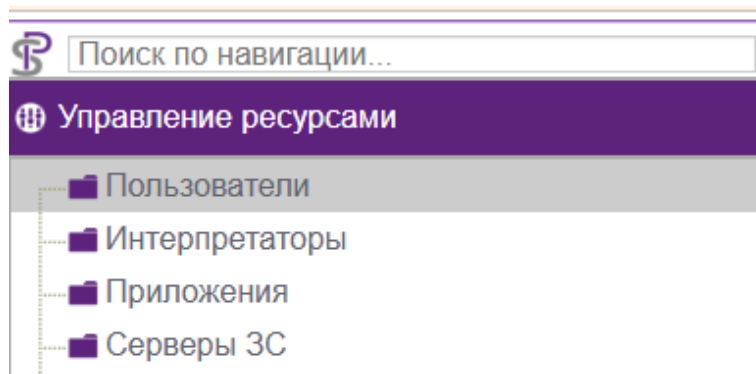 Поиск по навигации...
Управление ресурсами
Пользователи
Интерпретаторы
Приложения
Серверы ЗС